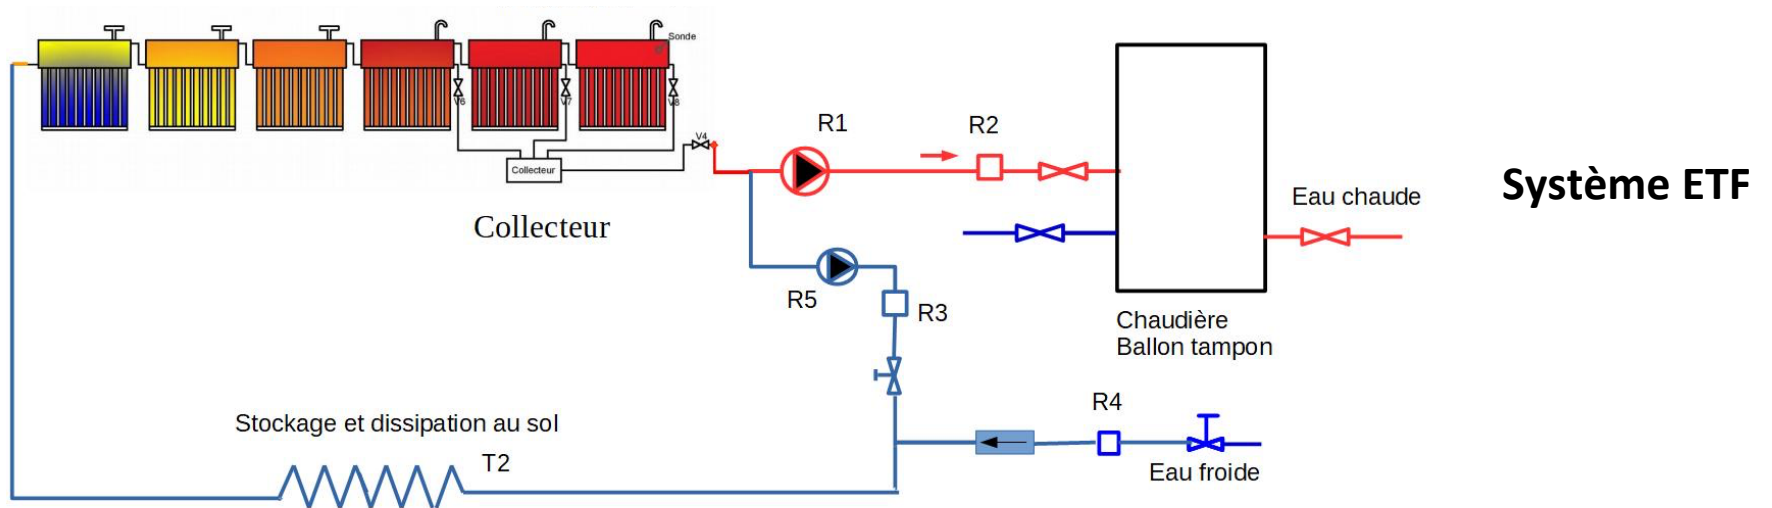 Sonde
V6
V7
V8
V4
Collecteur
Collecteur
R1
R2
Système ETF
Eau chaude
R5
R3
Chaudière
Ballon tampon
R4
Eau froide
Stockage et dissipation au sol
T2